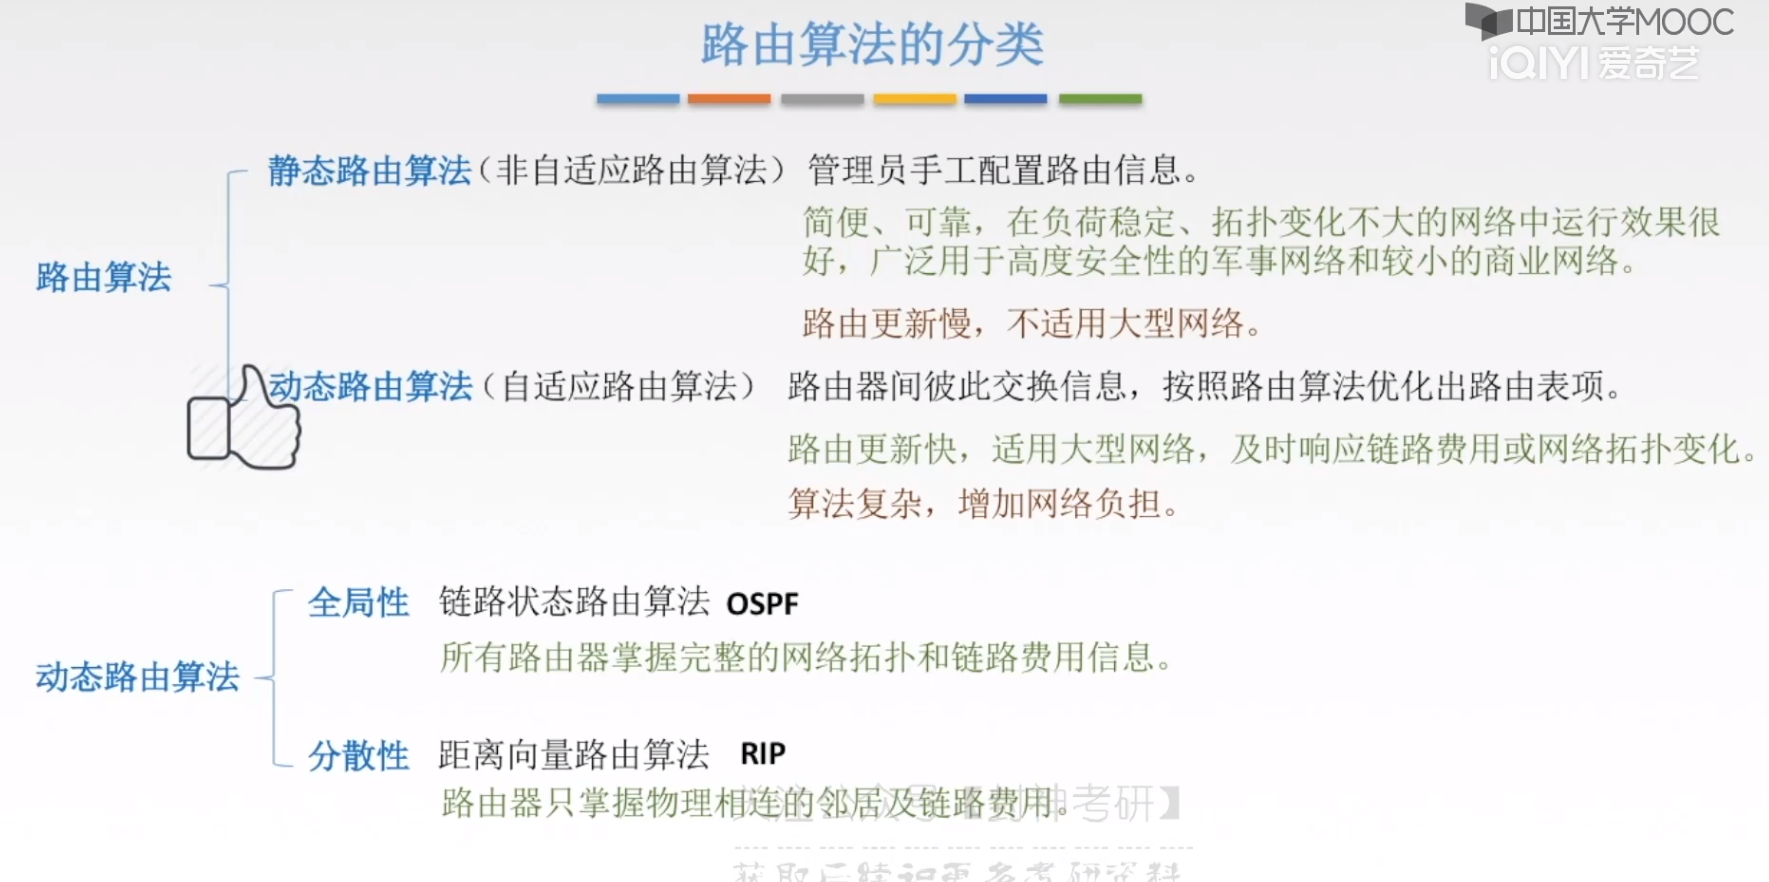 中国大学MOOC
iQIYI 爱奇艺
路由算法的分类
静态路由算法（非自适应路由算法） 管理员手工配置路由信息。
简便、可靠，在负荷稳定、拓扑变化不大的网络中运行效果很
好，广泛用于高度安全性的军事网络和较小的商业网络。
路由算法
路由更新慢，不适用大型网络。
动态路由算法（自适应路由算法） 路由器间彼此交换信息，按照路由算法优化出路由表项。
路由更新快，适用大型网络，及时响应链路费用或网络拓扑变化。
算法复杂，增加网络负担。
全局性 链路状态路由算法 OSPF
所有路由器掌握完整的网络拓扑和链路费用信息。
动态路由算法
分散性 距离向量路由算法 RIP
路由器只掌握物理相连的邻居及链路费用。